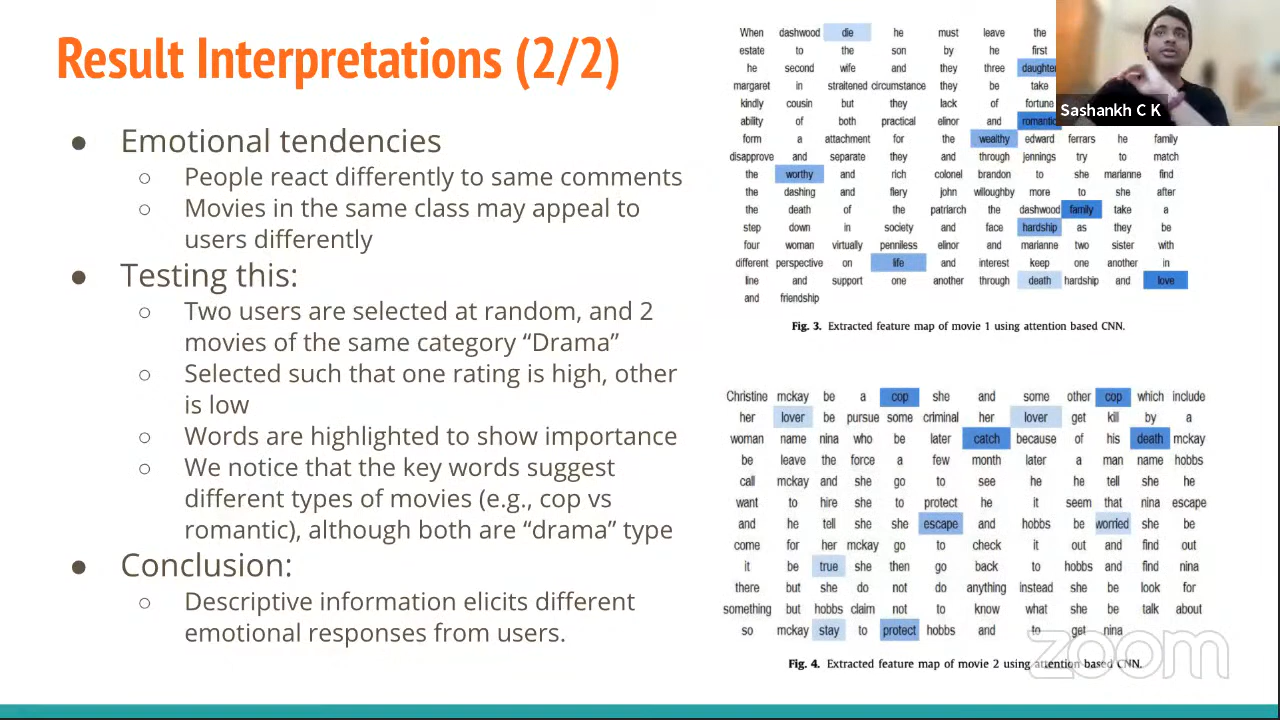 Result Interpretations (2/2)
● Emotional tendencies
○ People react differently to same comments
○ Movies in the same class may appeal to
users differently
● Testing this:
○ Two users are selected at random, and 2
movies of the same category “Drama”
○ Selected such that one rating is high, other
is low
○ Words are highlighted to show importance
○ We notice that the key words suggest
different types of movies (e.g., cop vs
romantic), although both are “drama” type
● Conclusion:
○ Descriptive information elicits different
emotional responses from users.
When dashwood die he must leave the
estate to the son by he first
he second wife and they three daughter
margaret in straitened circumstance they be take
kindly cousin but they lack of fortune
ability of both practical elinor and romantic
form a attachment for the wealthy edward ferrars he family
disapprove and separate they and through jennings try to match
the worthy and rich colonel brandon to she marianne find
the dashing and fiery john willoughby more to she after
the death of the patriarch the dashwood family take a
step down in society and face hardship as they be
four woman virtually penniless elinor and marianne two sister with
different perspective on life and interest keep one another in
line and support one another through death hardship and love
and friendship
Fig. 3. Extracted feature map of movie 1 using attention based CNN.
Christine mckay be a cop she and some other cop which include
her lover be pursue some criminal her lover get kill by a
woman name nina who be later catch because of his death mckay
be leave the force a few month later a man name hobbs
call mckay and she go to see he he tell she he
want to hire she to protect he it seem that nina escape
and he tell she she escape and hobbs be worried she be
come for her mckay go to check it out and find out
it be true she then go back to hobbs and find nina
there but she do not do anything instead she be look for
something but hobbs claim not to know what she be talk about
so mckay stay to protect hobbs and to get nina
Fig. 4. Extracted feature map of movie 2 using attention based CNN.
Sashankh C K
zoom